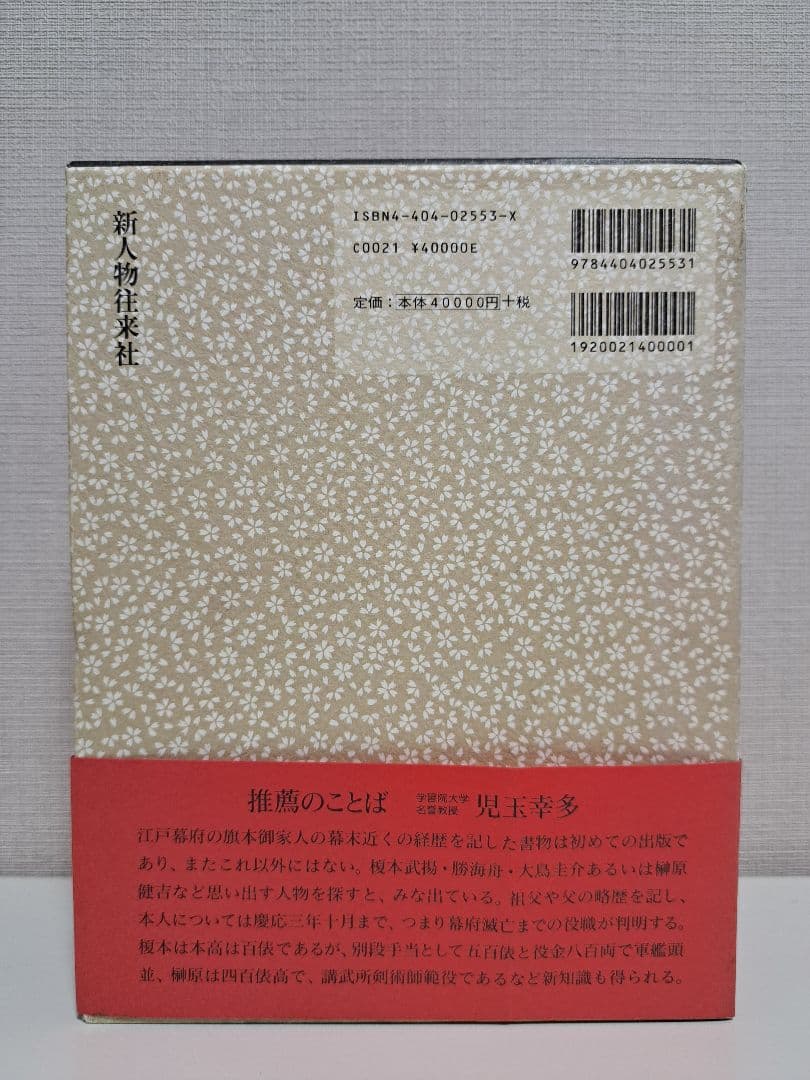 新人物往来社
ISBN4-404-02553-X
C0021 ¥40000E
定価：本体40000円+税
9784404025531
1920021400001
推薦のことば 学習院大学名誉教授 児玉幸多
江戸幕府の旗本御家人の幕末近くの経歴を記した書物は初めての出版で
あり、またこれ以外にはない。榎本武揚・勝海舟・大鳥圭介あるいは榊原
健吉など思い出す人物を探すと、みな出ている。祖父や父の略歴を記し、
本人については慶応三年十月まで、つまり幕府滅亡までの役職が判明する。
榎本は本高は百俵であるが、別段手当として五百俵と役金八百両で軍艦頭
並、榊原は四百俵高で、講武所剣術師範役であるなど新知識も得られる。